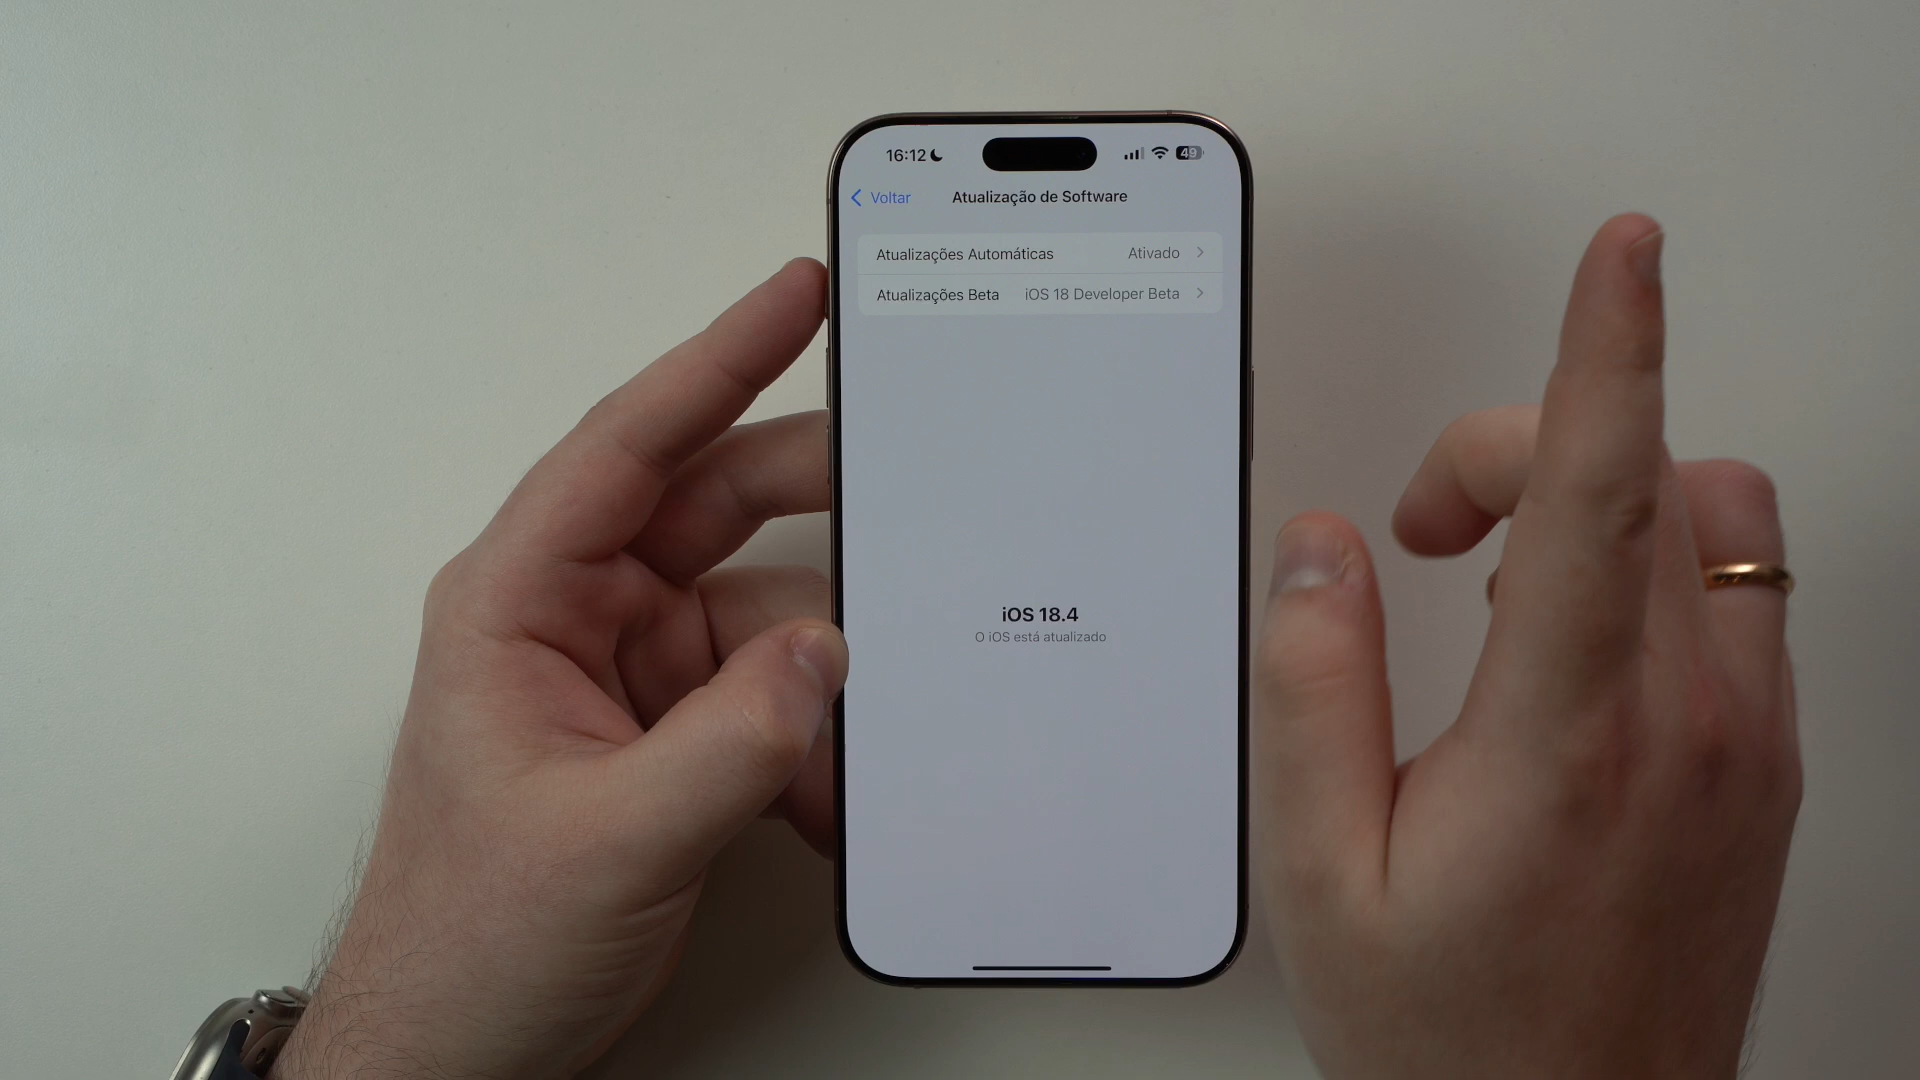 16:12
49
Voltar
Atualização de Software
Atualizações Automáticas Ativado
Atualizações Beta iOS 18 Developer Beta
iOS 18.4
O iOS está atualizado